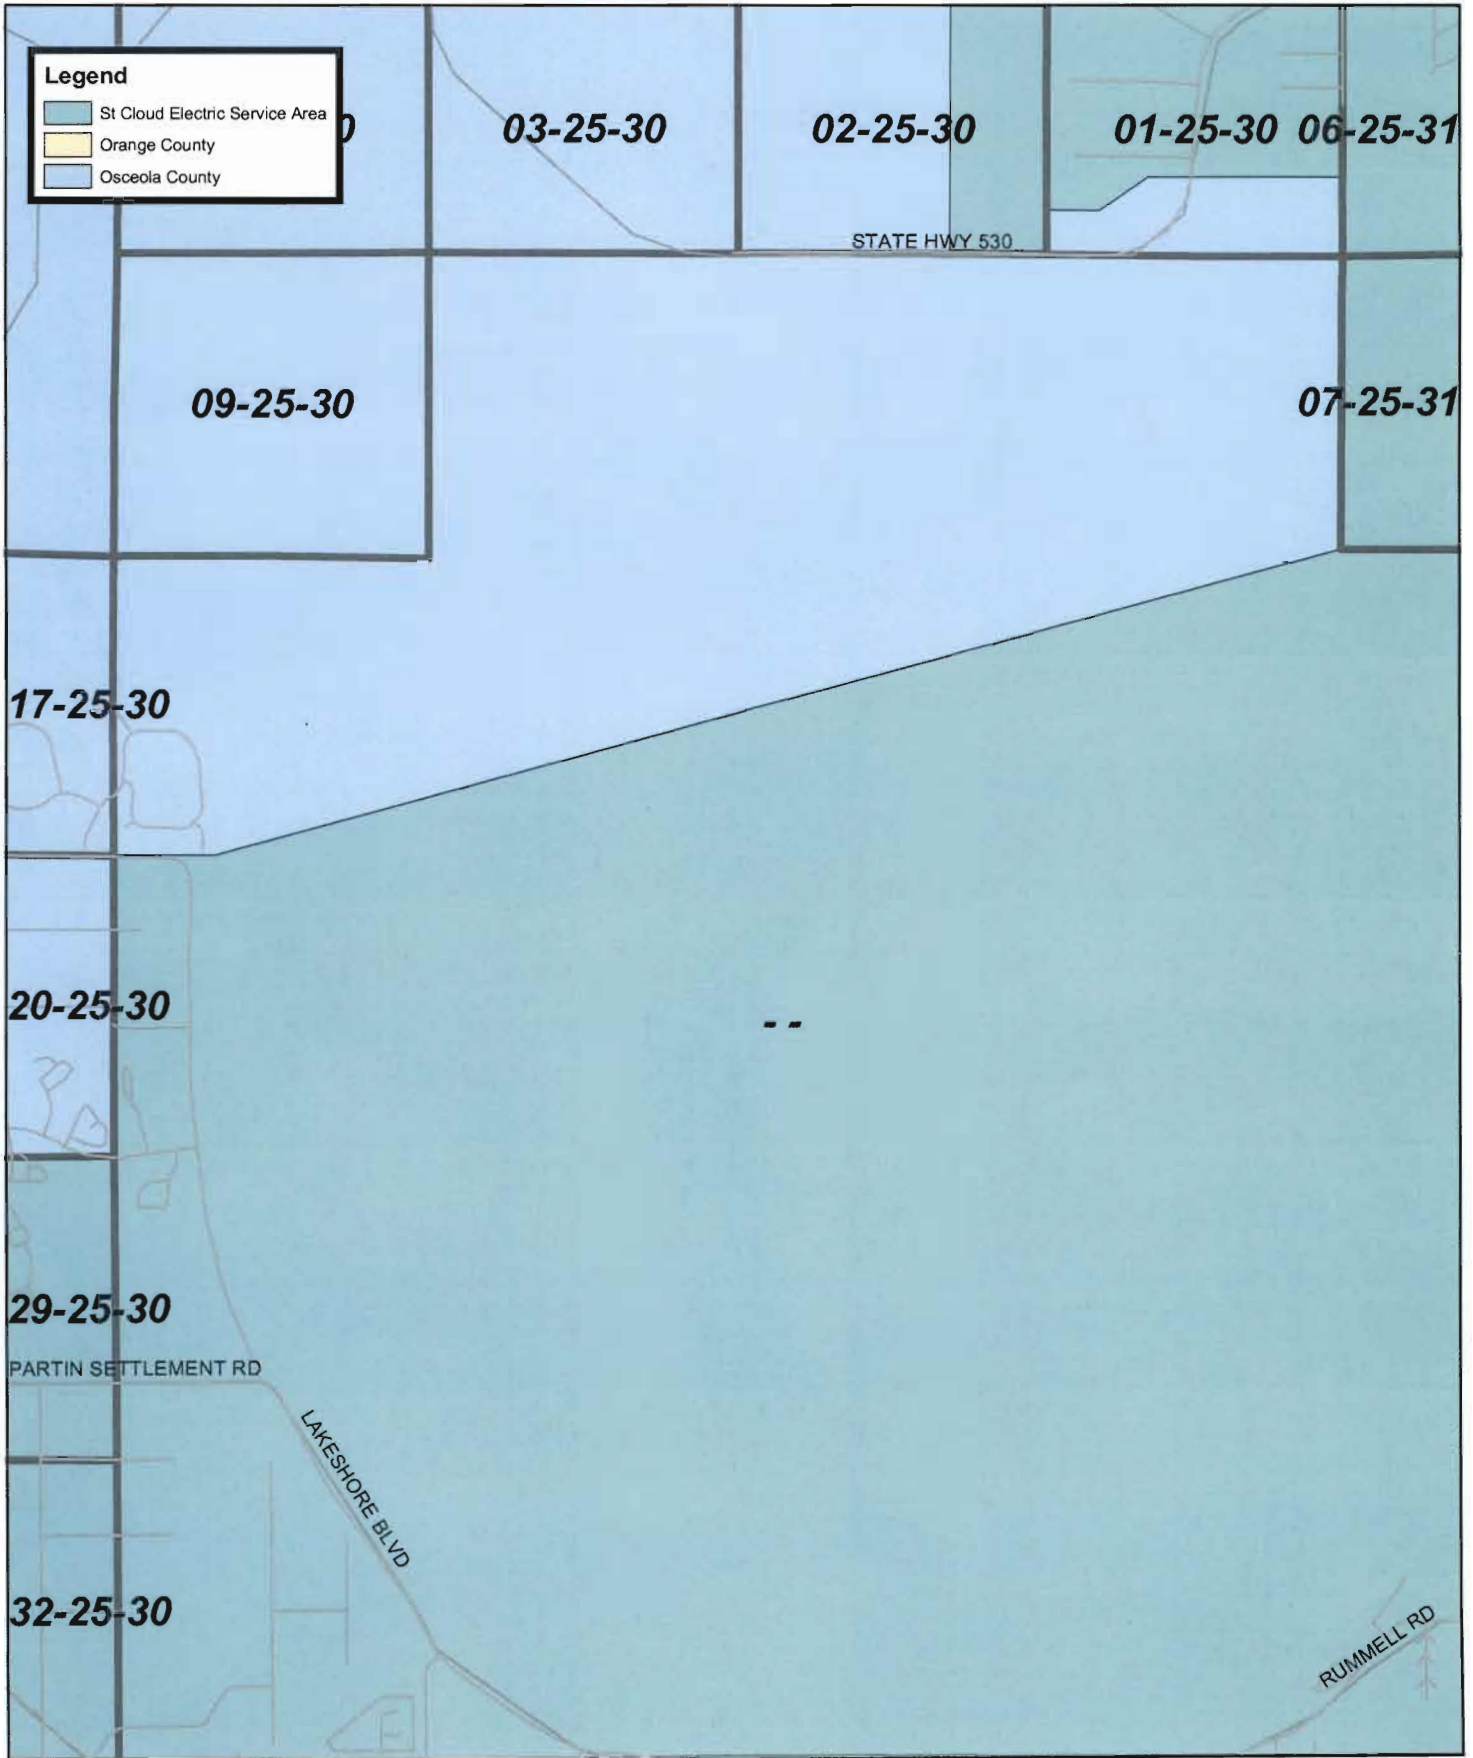 Legend
St Cloud Electric Service Area
Orange County
Osceola County
0
03-25-30
02-25-30
01-25-30
06-25-31
STATE HWY 530
09-25-30
07-25-31
17-25-30
20-25-30
- -
29-25-30
PARTIN SETTLEMENT RD
LAKESHORE BLVD
32-25-30
RUMMELL RD